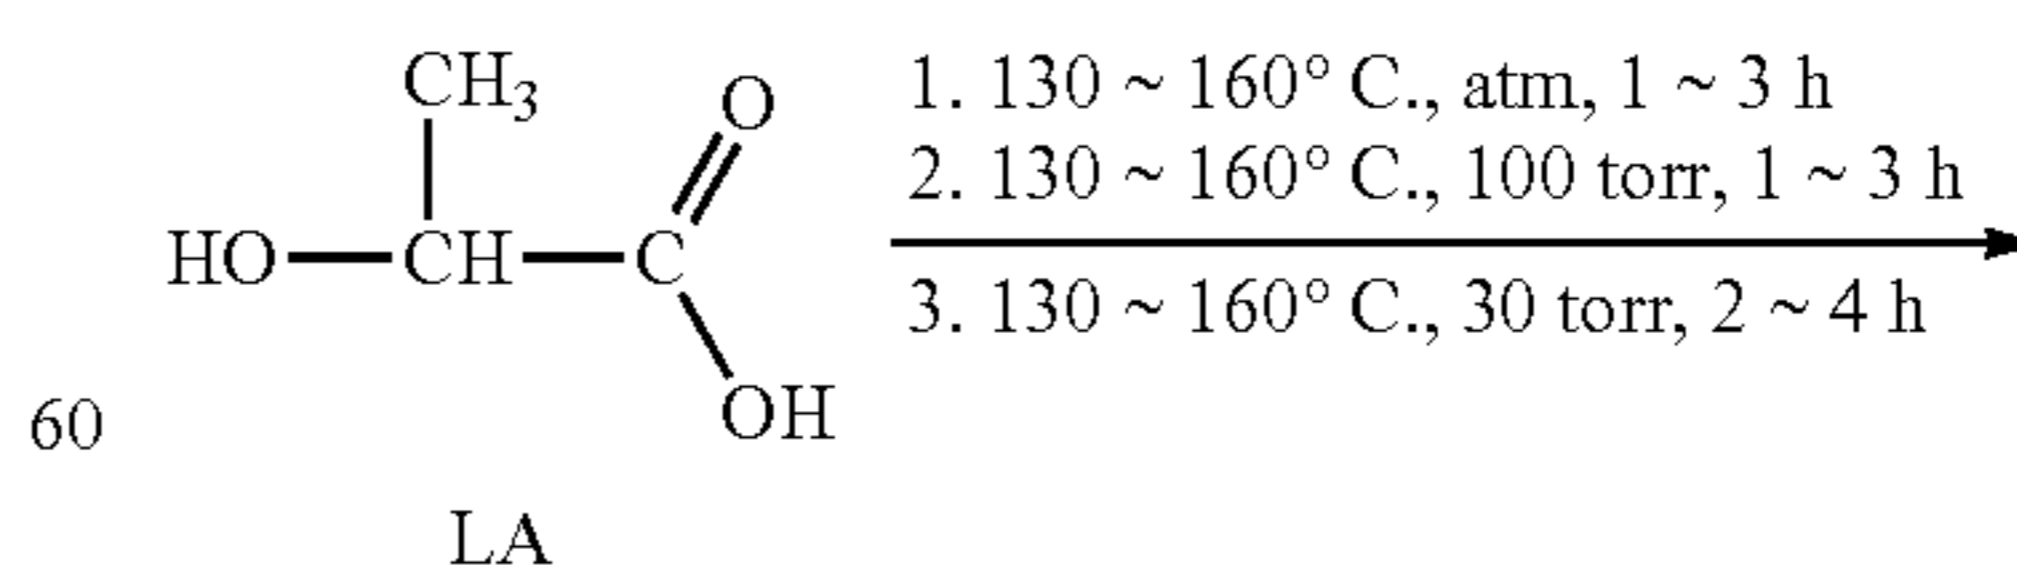 CH₃
O
1. 130 ~ 160° C., atm, 1 ~ 3 h
2. 130 ~ 160° C., 100 torr, 1 ~ 3 h
HO CH C
3. 130 ~ 160° C., 30 torr, 2 ~ 4 h
OH
60
LA